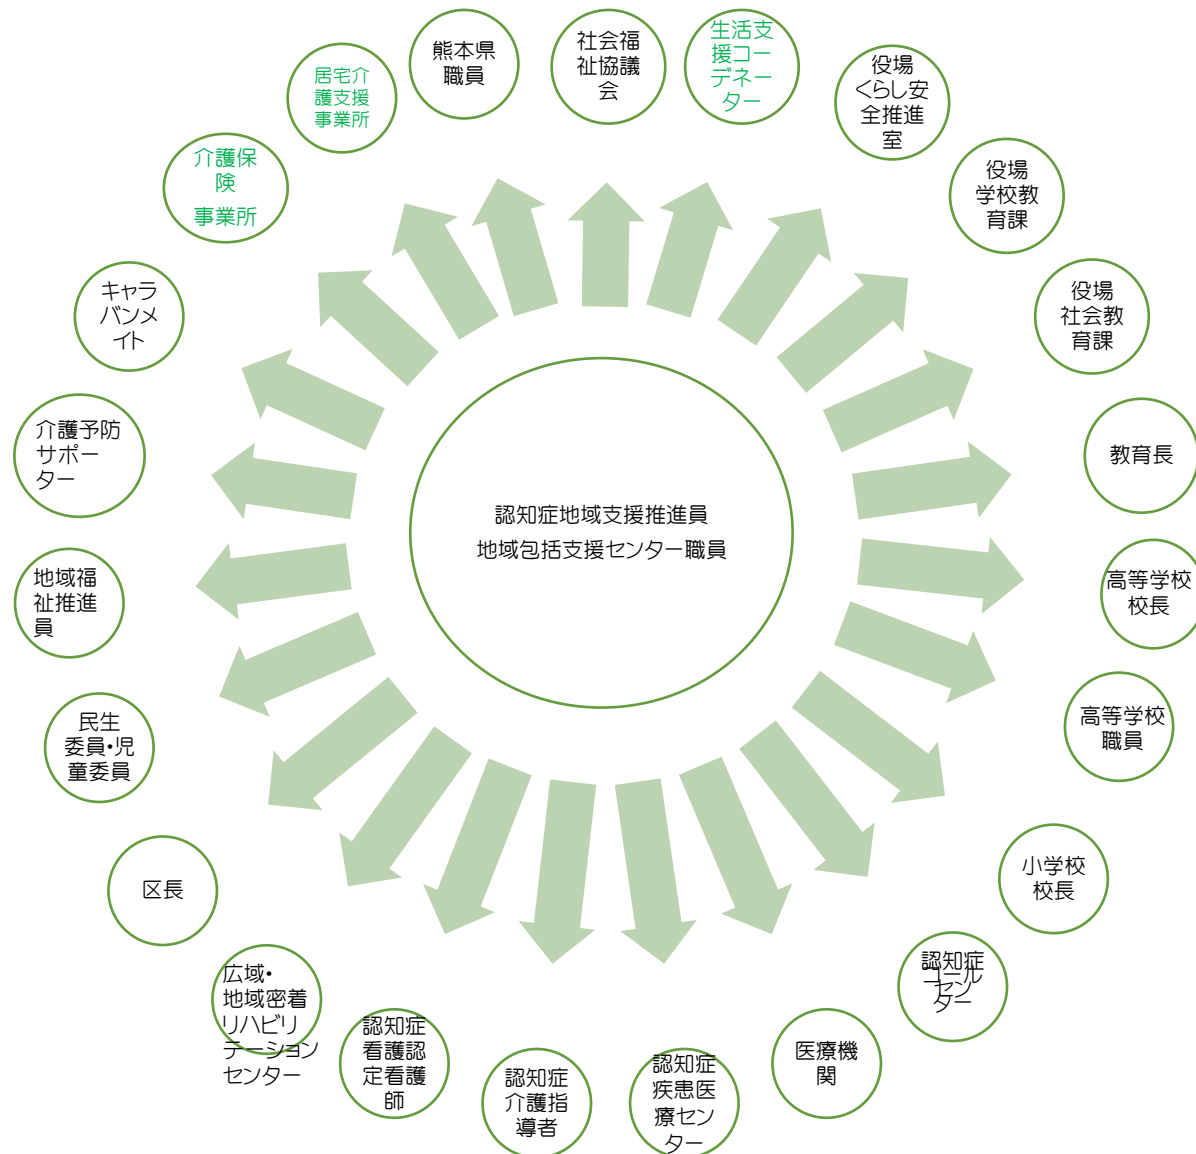 熊本県
職員
社会福
祉協議
会
生活支
援コー
デネー
ター
役場
くらし安
全推進
室
役場
学校教
育課
役場
社会教
育課
教育長
高等学校
校長
高等学校
職員
小学校
校長
認知症
コール
セン
ター
医療機
関
認知症
疾患医
療セン
ター
認知症
介護指
導者
認知症
看護認
定看護
師
広域・
地域密着
リハビリ
テーション
センター
区長
民生
委員・児
童委員
地域福
祉推進
員
介護予防
サポー
ター
キャラ
バンメ
イト
介護保
険
事業所
居宅介
護支援
事業所
認知症地域支援推進員
地域包括支援センター職員